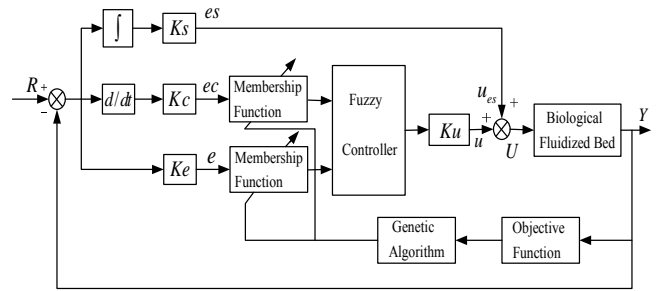 ∫
Ks
es
R
+
−
d/dt
Kc
ec
Membership
Function
Fuzzy
Controller
Ke
e
Membership
Function
Ku
u
+
u_es
+
U
Biological
Fluidized Bed
Y
Genetic
Algorithm
Objective
Function